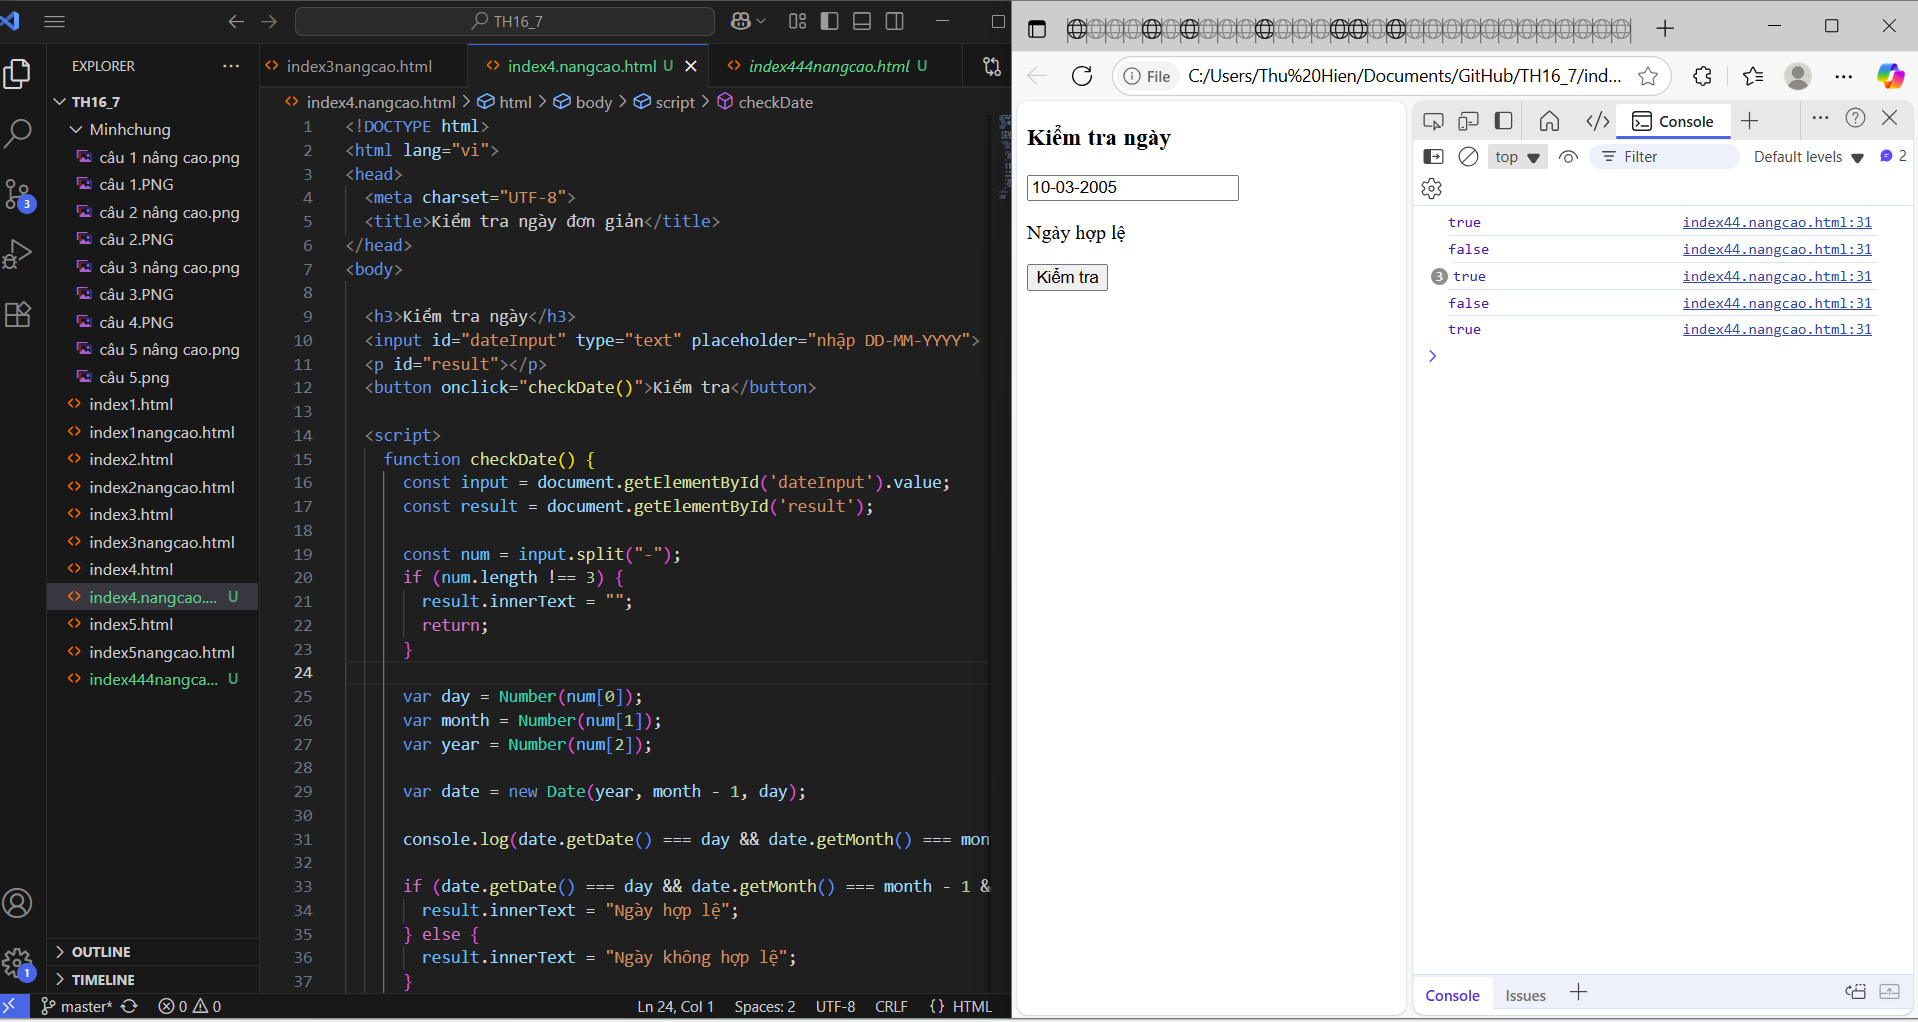 TH16_7
EXPLORER
TH16_7
Minhchung
câu 1 nâng cao.png
câu 1.PNG
câu 2 nâng cao.png
câu 2.PNG
câu 3 nâng cao.png
câu 3.PNG
câu 4.PNG
câu 5 nâng cao.png
câu 5.png
index1.html
index1nangcao.html
index2.html
index2nangcao.html
index3.html
index3nangcao.html
index4.html
index4.nangcao.... U
index5.html
index5nangcao.html
index444nangca... U
OUTLINE
TIMELINE
3
1
index3nangcao.html
index4.nangcao.html U
index444nangcao.html U
index4.nangcao.html > html > body > script > checkDate
1 <!DOCTYPE html>
2 <html lang="vi">
3 <head>
4 <meta charset="UTF-8">
5 <title>Kiểm tra ngày đơn giản</title>
6 </head>
7 <body>
8
9 <h3>Kiểm tra ngày</h3>
10 <input id="dateInput" type="text" placeholder="nhập DD-MM-YYYY">
11 <p id="result"></p>
12 <button onclick="checkDate()">Kiểm tra</button>
13
14 <script>
15 function checkDate() {
16 const input = document.getElementById('dateInput').value;
17 const result = document.getElementById('result');
18
19 const num = input.split("-");
20 if (num.length !== 3) {
21 result.innerText = "";
22 return;
23 }
24
25 var day = Number(num[0]);
26 var month = Number(num[1]);
27 var year = Number(num[2]);
28
29 var date = new Date(year, month - 1, day);
30
31 console.log(date.getDate() === day && date.getMonth() === mon
32
33 if (date.getDate() === day && date.getMonth() === month - 1 &
34 result.innerText = "Ngày hợp lệ";
35 } else {
36 result.innerText = "Ngày không hợp lệ";
37 }
master* 0 0
Ln 24, Col 1 Spaces: 2 UTF-8 CRLF {} HTML
File C:/Users/Thu%20Hien/Documents/GitHub/TH16_7/ind...
Kiểm tra ngày
10-03-2005
Ngày hợp lệ
Kiểm tra
Console
top Filter Default levels 2
true index44.nangcao.html:31
false index44.nangcao.html:31
3 true index44.nangcao.html:31
false index44.nangcao.html:31
true index44.nangcao.html:31
Console Issues